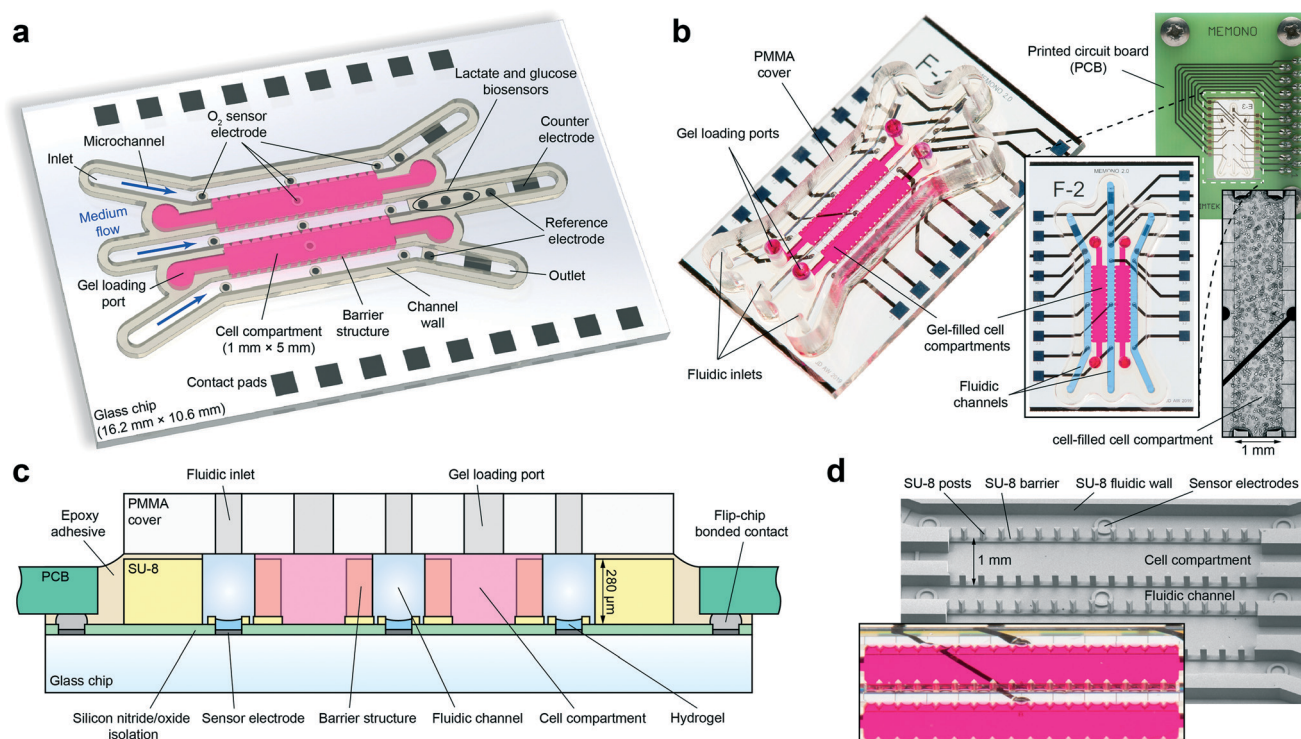 a
O2 sensor
electrode
Lactate and glucose
biosensors
Microchannel
Counter
electrode
Inlet
Medium
flow
Reference
electrode
Gel loading
port
Outlet
Cell compartment
(1 mm × 5 mm)
Barrier
structure
Channel
wall
Contact pads
Glass chip
(16.2 mm × 10.6 mm)
b
PMMA
cover
Printed circuit board
(PCB)
MEMONO
Gel loading ports
MEMONO 2.0
F-2
Gel-filled cell
compartments
Fluidic inlets
Fluidic
channels
cell-filled cell compartment
1 mm
c
Fluidic inlet
Gel loading port
PMMA
cover
Epoxy
adhesive
Flip-chip
bonded contact
PCB
SU-8
280 µm
Glass chip
Silicon nitride/oxide
isolation
Sensor electrode
Barrier structure
Fluidic channel
Cell compartment
Hydrogel
d
SU-8 posts
SU-8 barrier
SU-8 fluidic wall
Sensor electrodes
1 mm
Cell compartment
Fluidic channel